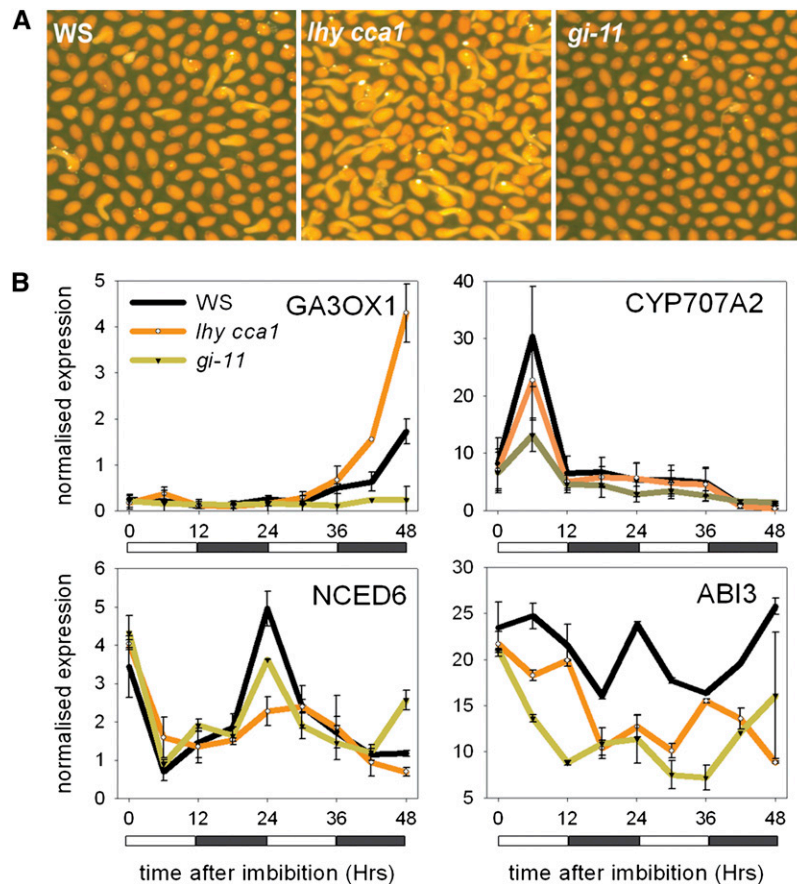 A
WS
lhy cca1
gi-11
B
GA3OX1
CYP707A2
WS
lhy cca1
gi-11
normalised expression
5
4
3
2
1
0
40
30
20
10
0
0 12 24 36 48
0 12 24 36 48
NCED6
ABI3
normalised expression
6
5
4
3
2
1
0
30
25
20
15
10
5
0 12 24 36 48
0 12 24 36 48
time after imbibition (Hrs)
time after imbibition (Hrs)